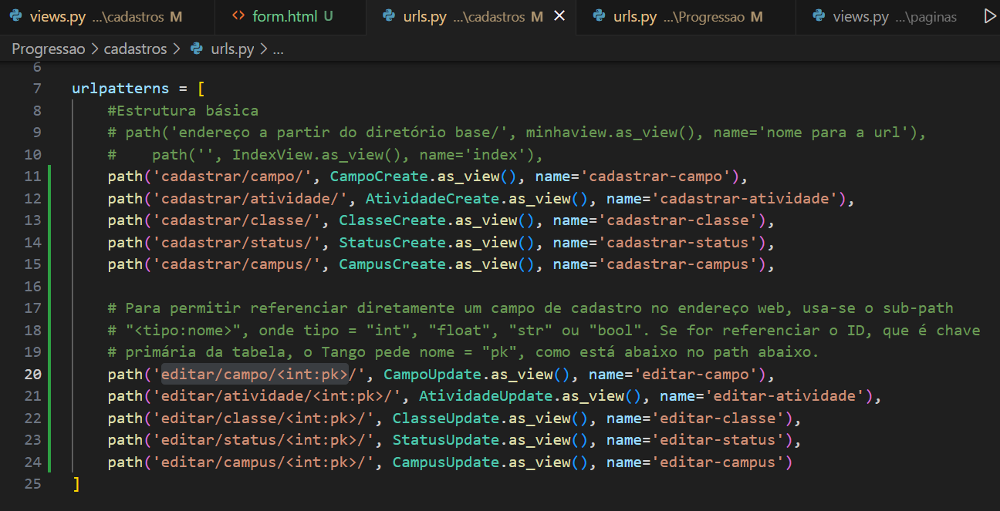 views.py ...\cadastros M form.html U urls.py ...\cadastros M urls.py ...\Progressao M views.py ...\paginas
Progressao > cadastros > urls.py > ...
6
7 urlpatterns = [
8 #Estrutura básica
9 # path('endereço a partir do diretório base/', minhaview.as_view(), name='nome para a url'),
10 #    path('', IndexView.as_view(), name='index'),
11 path('cadastrar/campo/', CampoCreate.as_view(), name='cadastrar-campo'),
12 path('cadastrar/atividade/', AtividadeCreate.as_view(), name='cadastrar-atividade'),
13 path('cadastrar/classe/', ClasseCreate.as_view(), name='cadastrar-classe'),
14 path('cadastrar/status/', StatusCreate.as_view(), name='cadastrar-status'),
15 path('cadastrar/campus/', CampusCreate.as_view(), name='cadastrar-campus'),
16
17 # Para permitir referenciar diretamente um campo de cadastro no endereço web, usa-se o sub-path
18 # "<tipo:nome>", onde tipo = "int", "float", "str" ou "bool". Se for referenciar o ID, que é chave
19 # primária da tabela, o Tango pede nome = "pk", como está abaixo no path abaixo.
20 path('editar/campo/<int:pk>/', CampoUpdate.as_view(), name='editar-campo'),
21 path('editar/atividade/<int:pk>/', AtividadeUpdate.as_view(), name='editar-atividade'),
22 path('editar/classe/<int:pk>/', ClasseUpdate.as_view(), name='editar-classe'),
23 path('editar/status/<int:pk>/', StatusUpdate.as_view(), name='editar-status'),
24 path('editar/campus/<int:pk>/', CampusUpdate.as_view(), name='editar-campus')
25 ]